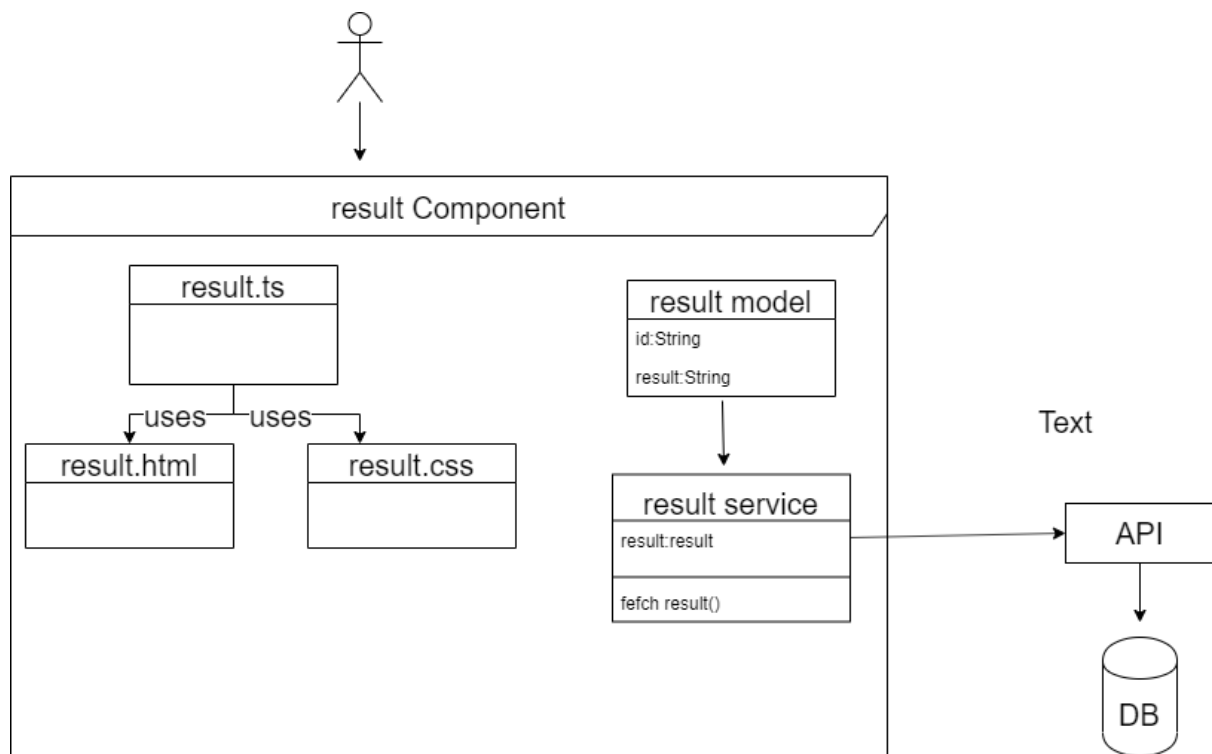 result Component
result.ts
result model
id:String
result:String
uses
uses
Text
result.html
result.css
result service
API
result:result
fefch result()
DB